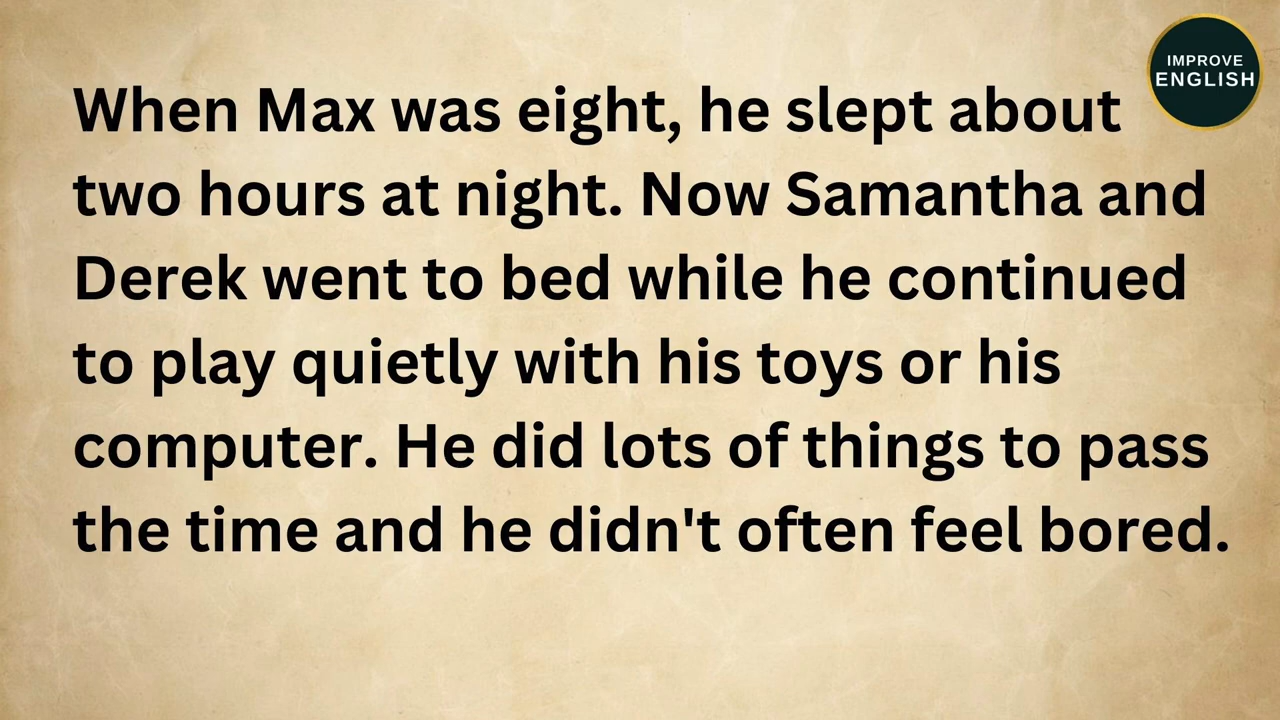 IMPROVE
ENGLISH
When Max was eight, he slept about
two hours at night. Now Samantha and
Derek went to bed while he continued
to play quietly with his toys or his
computer. He did lots of things to pass
the time and he didn't often feel bored.